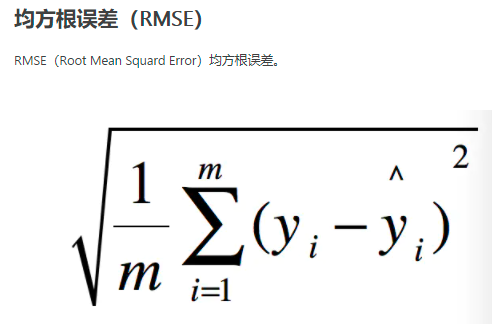 均方根误差（RMSE）
RMSE（Root Mean Squard Error）均方根误差。
√(1/m ∑_{i=1}^{m} (y_i − ŷ_i)^2)